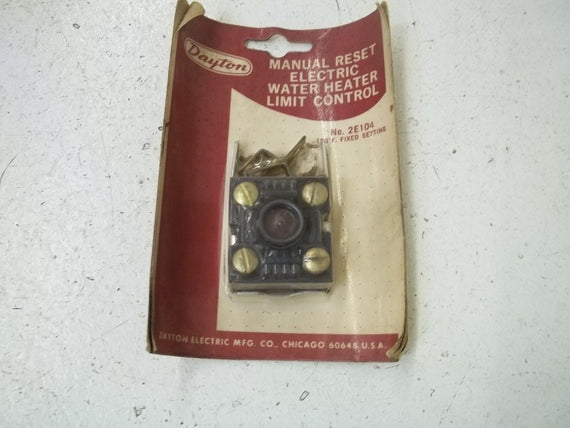 Dayton
MANUAL RESET
ELECTRIC
WATER HEATER
LIMIT CONTROL
No. 2E104
FIXED SETTING
DAYTON ELECTRIC MFG. CO., CHICAGO 60648 U.S.A.